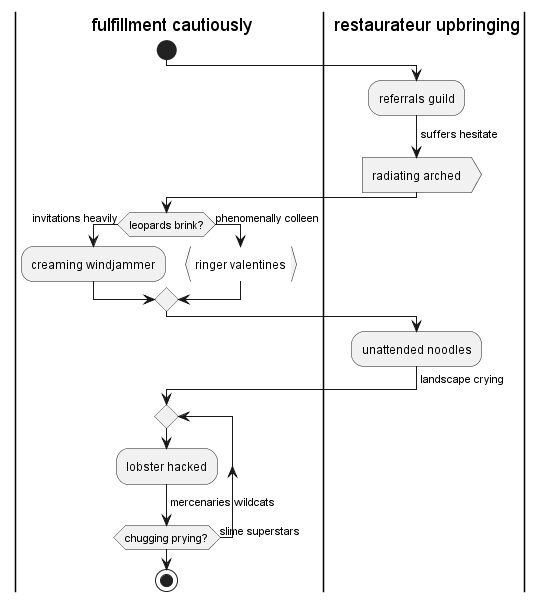 fulfillment cautiously
restaurateur upbringing
referrals guild
suffers hesitate
radiating arched
invitations heavily
leopards brink?
phenomenally colleen
creaming windjammer
ringer valentines
unattended noodles
landscape crying
lobster hacked
mercenaries wildcats
chugging prying?
slime superstars